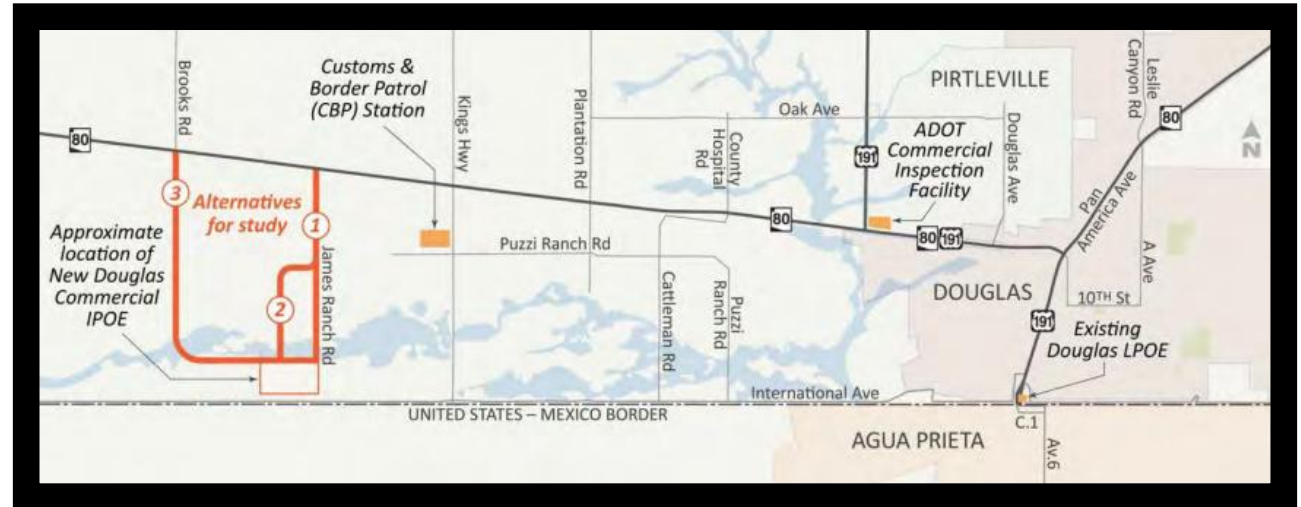 Brooks Rd
Customs &
Border Patrol
(CBP) Station
Kings Hwy
Plantation Rd
Oak Ave
County
Hospital
Rd
PIRTLEVILLE
Leslie
Canyon Rd
80
80
N
191
ADOT
Commercial
Inspection
Facility
Douglas Ave
3
Alternatives
for study
1
Pan
America Ave
A Ave
80
80
191
Approximate
location of
New Douglas
Commercial
IPOE
James Ranch Rd
2
Puzzi Ranch Rd
Cattleman Rd
Puzzi
Ranch Rd
DOUGLAS
10TH St
191
Existing
Douglas LPOE
International Ave
UNITED STATES – MEXICO BORDER
C.1
AGUA PRIETA
Av.6